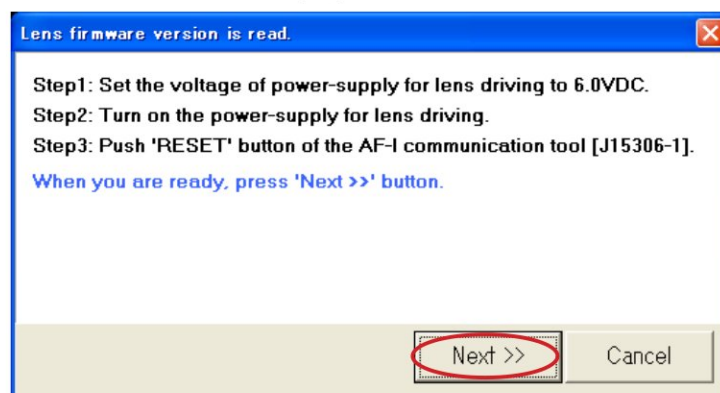 Lens firmware version is read.
Step1: Set the voltage of power-supply for lens driving to 6.0VDC.
Step2: Turn on the power-supply for lens driving.
Step3: Push 'RESET' button of the AF-I communication tool [J15306-1].
When you are ready, press 'Next >>' button.
Next >>
Cancel